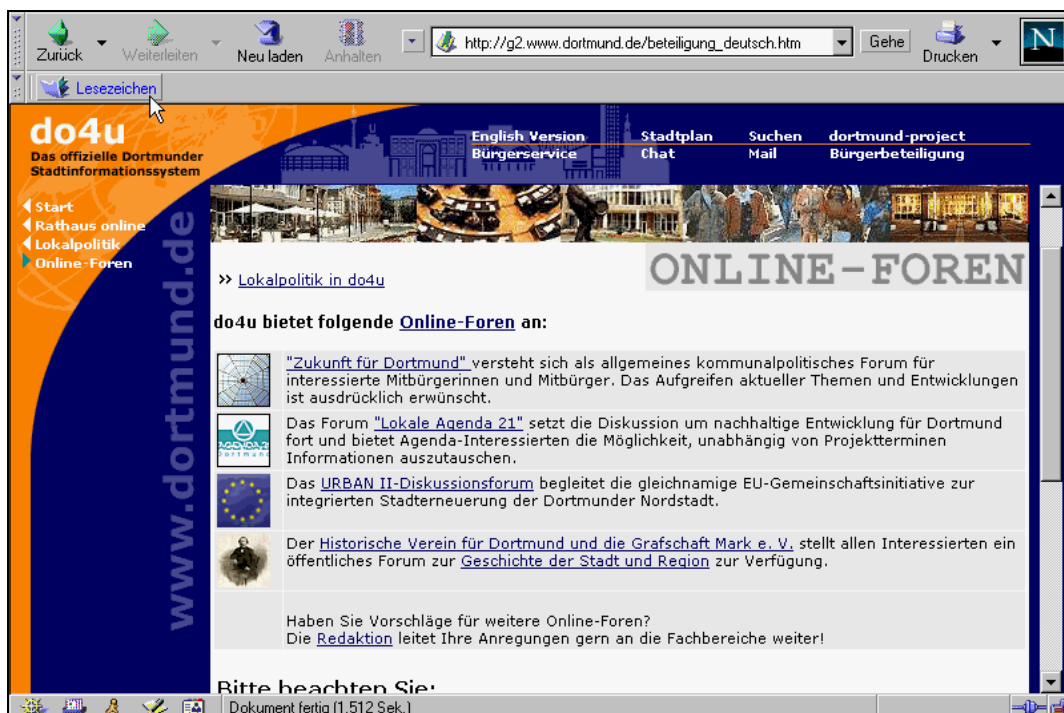 Zurück Weiterleiten Neu laden Anhalten http://g2.www.dortmund.de/beteiligung_deutsch.htm Gehe Drucken N
Lesezeichen
do4u
Das offizielle Dortmunder
Stadtinformationssystem
English Version Stadtplan Suchen dortmund-project
Bürgerservice Chat Mail Bürgerbeteiligung
Start
Rathaus online
Lokalpolitik
Online-Foren
www.dortmund.de
ONLINE-FOREN
>> Lokalpolitik in do4u
do4u bietet folgende Online-Foren an:
"Zukunft für Dortmund" versteht sich als allgemeines kommunalpolitisches Forum für
interessierte Mitbürgerinnen und Mitbürger. Das Aufgreifen aktueller Themen und Entwicklungen
ist ausdrücklich erwünscht.
AGENDA 21
Dortmund
Das Forum "Lokale Agenda 21" setzt die Diskussion um nachhaltige Entwicklung für Dortmund
fort und bietet Agenda-Interessierten die Möglichkeit, unabhängig von Projektterminen
Informationen auszutauschen.
Das URBAN II-Diskussionsforum begleitet die gleichnamige EU-Gemeinschaftsinitiative zur
integrierten Stadterneuerung der Dortmunder Nordstadt.
Der Historische Verein für Dortmund und die Grafschaft Mark e. V. stellt allen Interessierten ein
öffentliches Forum zur Geschichte der Stadt und Region zur Verfügung.
Haben Sie Vorschläge für weitere Online-Foren?
Die Redaktion leitet Ihre Anregungen gern an die Fachbereiche weiter!
Bitte beachten Sie:
Dokument fertig (1.512 Sek.)